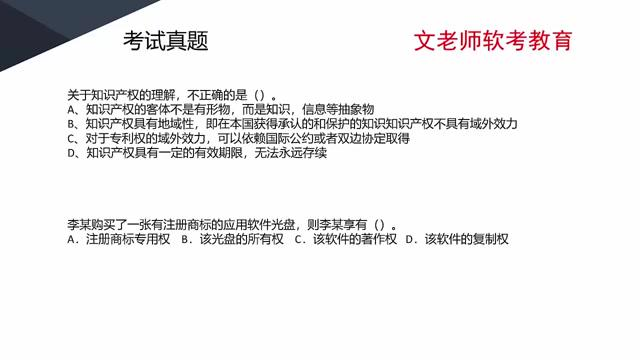 考试真题
文老师软考教育
关于知识产权的理解，不正确的是（）。
A、知识产权的客体不是有形物，而是知识，信息等抽象物
B、知识产权具有地域性，即在本国获得承认的和保护的知识知识产权不具有域外效力
C、对于专利权的域外效力，可以依赖国际公约或者双边协定取得
D、知识产权具有一定的有效期限，无法永远存续
李某购买了一张有注册商标的应用软件光盘，则李某享有（）。
A．注册商标专用权 B．该光盘的所有权 C．该软件的著作权 D．该软件的复制权